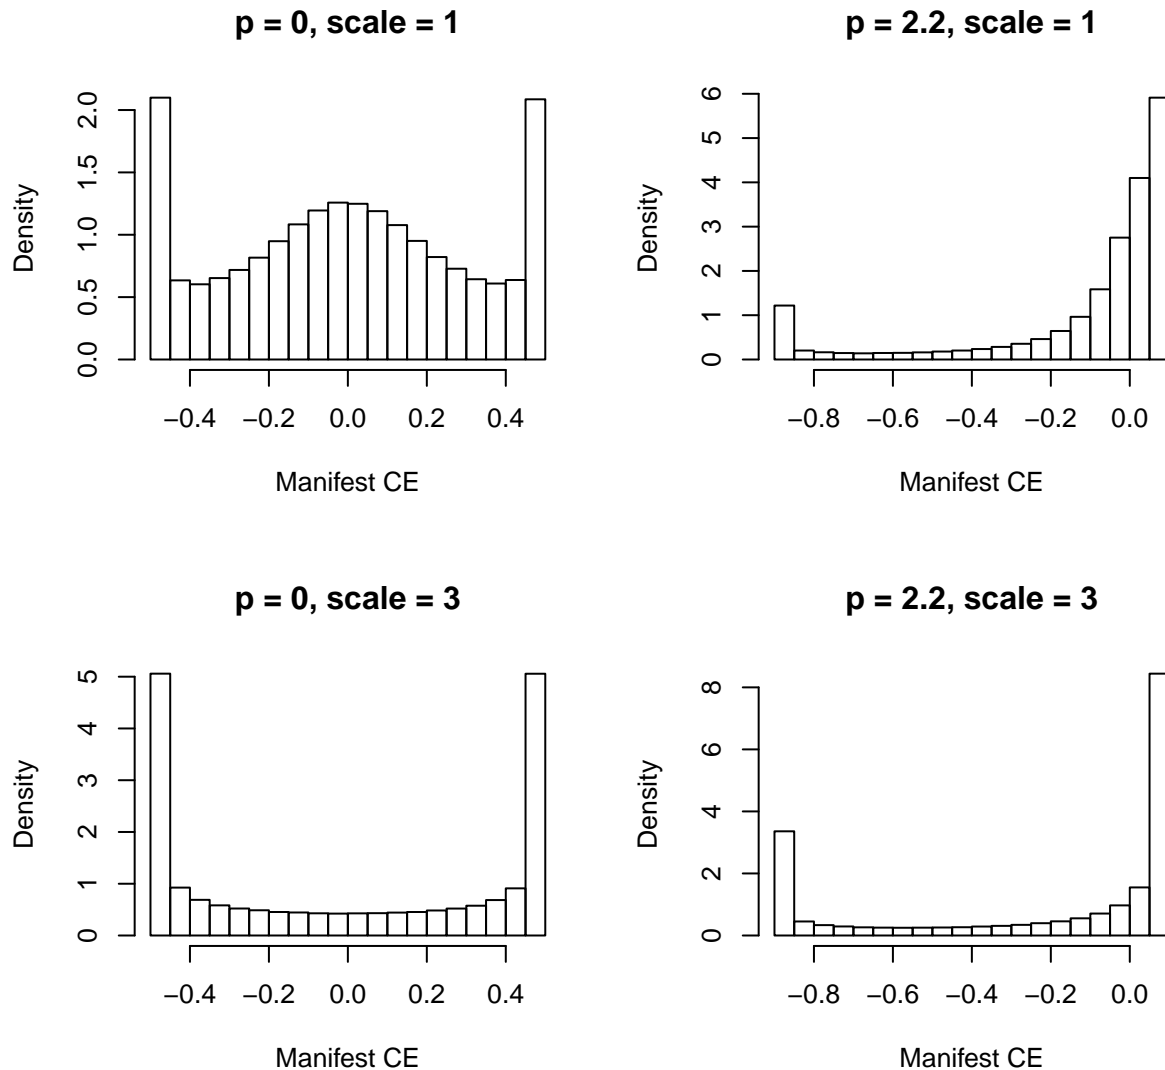 p = 0, scale = 1
Density
0.0 0.5 1.0 1.5 2.0
−0.4 −0.2 0.0 0.2 0.4
Manifest CE
p = 2.2, scale = 1
Density
0 1 2 3 4 5 6
−0.8 −0.6 −0.4 −0.2 0.0
Manifest CE
p = 0, scale = 3
Density
0 1 2 3 4 5
−0.4 −0.2 0.0 0.2 0.4
Manifest CE
p = 2.2, scale = 3
Density
0 2 4 6 8
−0.8 −0.6 −0.4 −0.2 0.0
Manifest CE